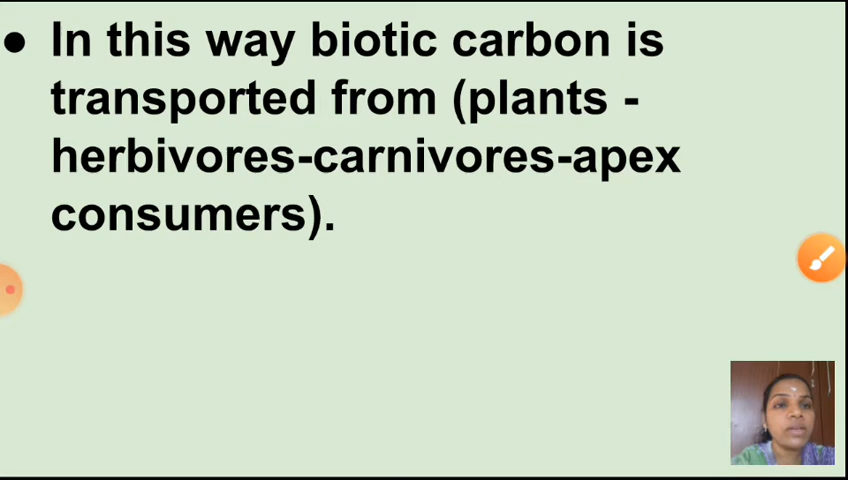 ● In this way biotic carbon is
transported from (plants -
herbivores-carnivores-apex
consumers).